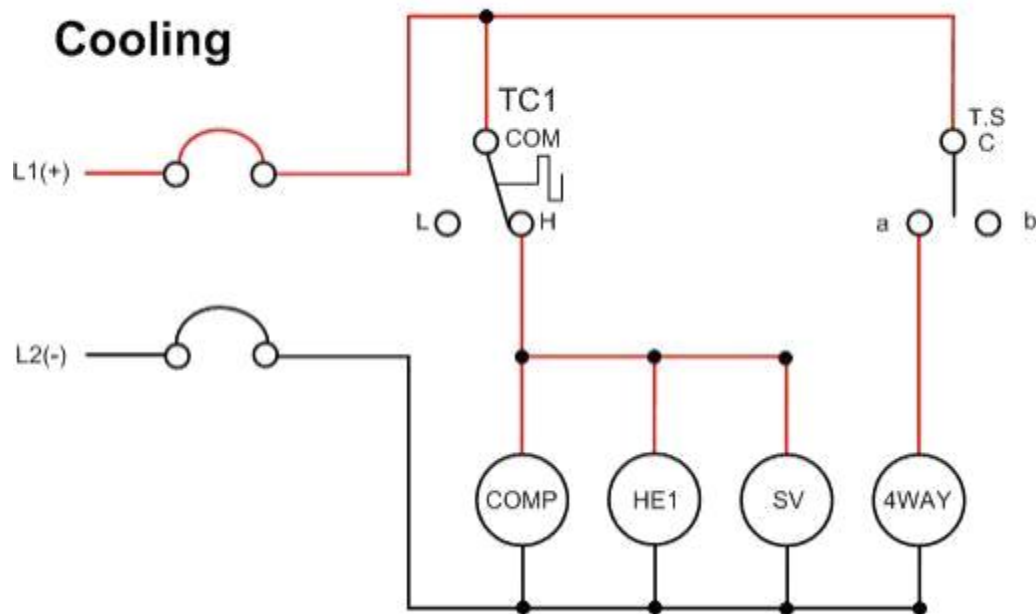 Cooling
TC1
COM
T.S
C
L1(+)
L
H
a
b
L2(-)
COMP
HE1
SV
4WAY